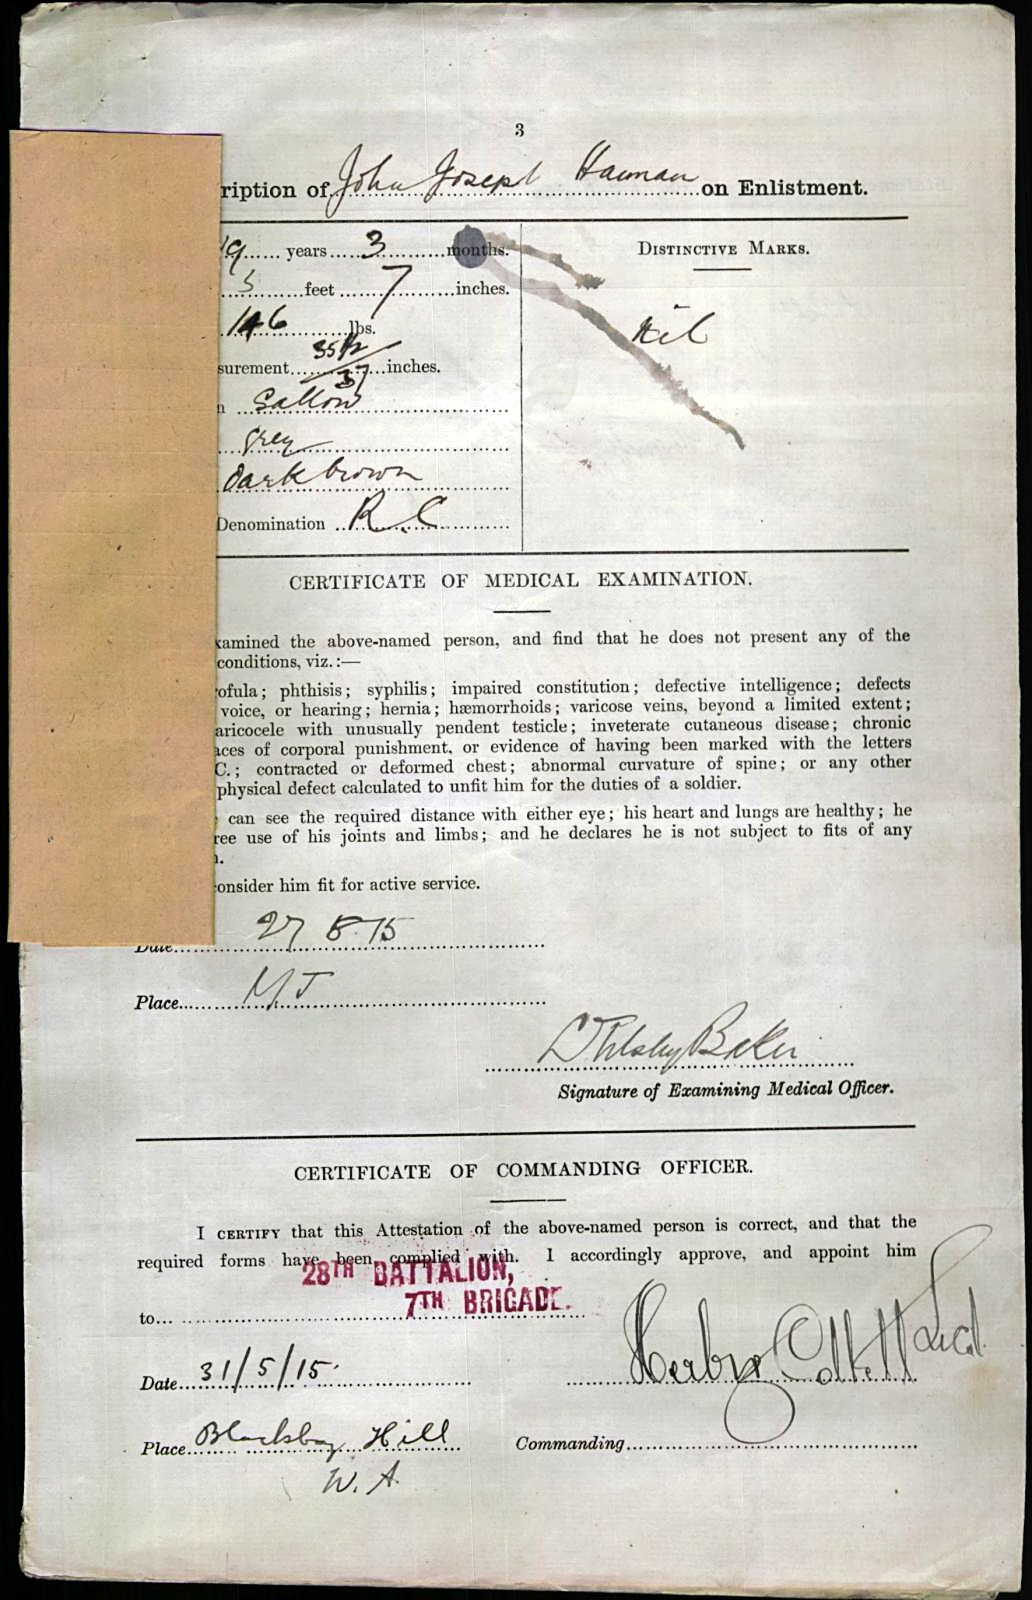 3
ription of John Joseph Hannan on Enlistment.
19 years 3 months.
5 feet 7 inches.
146 lbs.
surement 35½/37 inches.
n Sallow
grey
dark brown
Denomination R.C
DISTINCTIVE MARKS.
Nil
CERTIFICATE OF MEDICAL EXAMINATION.
xamined the above-named person, and find that he does not present any of the
conditions, viz.:—
ofula; phthisis; syphilis; impaired constitution; defective intelligence; defects
voice, or hearing; hernia; hæmorrhoids; varicose veins, beyond a limited extent;
aricocele with unusually pendent testicle; inveterate cutaneous disease; chronic
aces of corporal punishment, or evidence of having been marked with the letters
C.; contracted or deformed chest; abnormal curvature of spine; or any other
physical defect calculated to unfit him for the duties of a soldier.
can see the required distance with either eye; his heart and lungs are healthy; he
ree use of his joints and limbs; and he declares he is not subject to fits of any
onsider him fit for active service.
Date 27 5 15
Place
Baker
Signature of Examining Medical Officer.
CERTIFICATE OF COMMANDING OFFICER.
I CERTIFY that this Attestation of the above-named person is correct, and that the
required forms have been complied with. I accordingly approve, and appoint him
28TH BATTALION,
7TH BRIGADE.
to
Date 31/5/15
Herby Collett Lt Col
Place Blackboy Hill
Commanding
W. A.